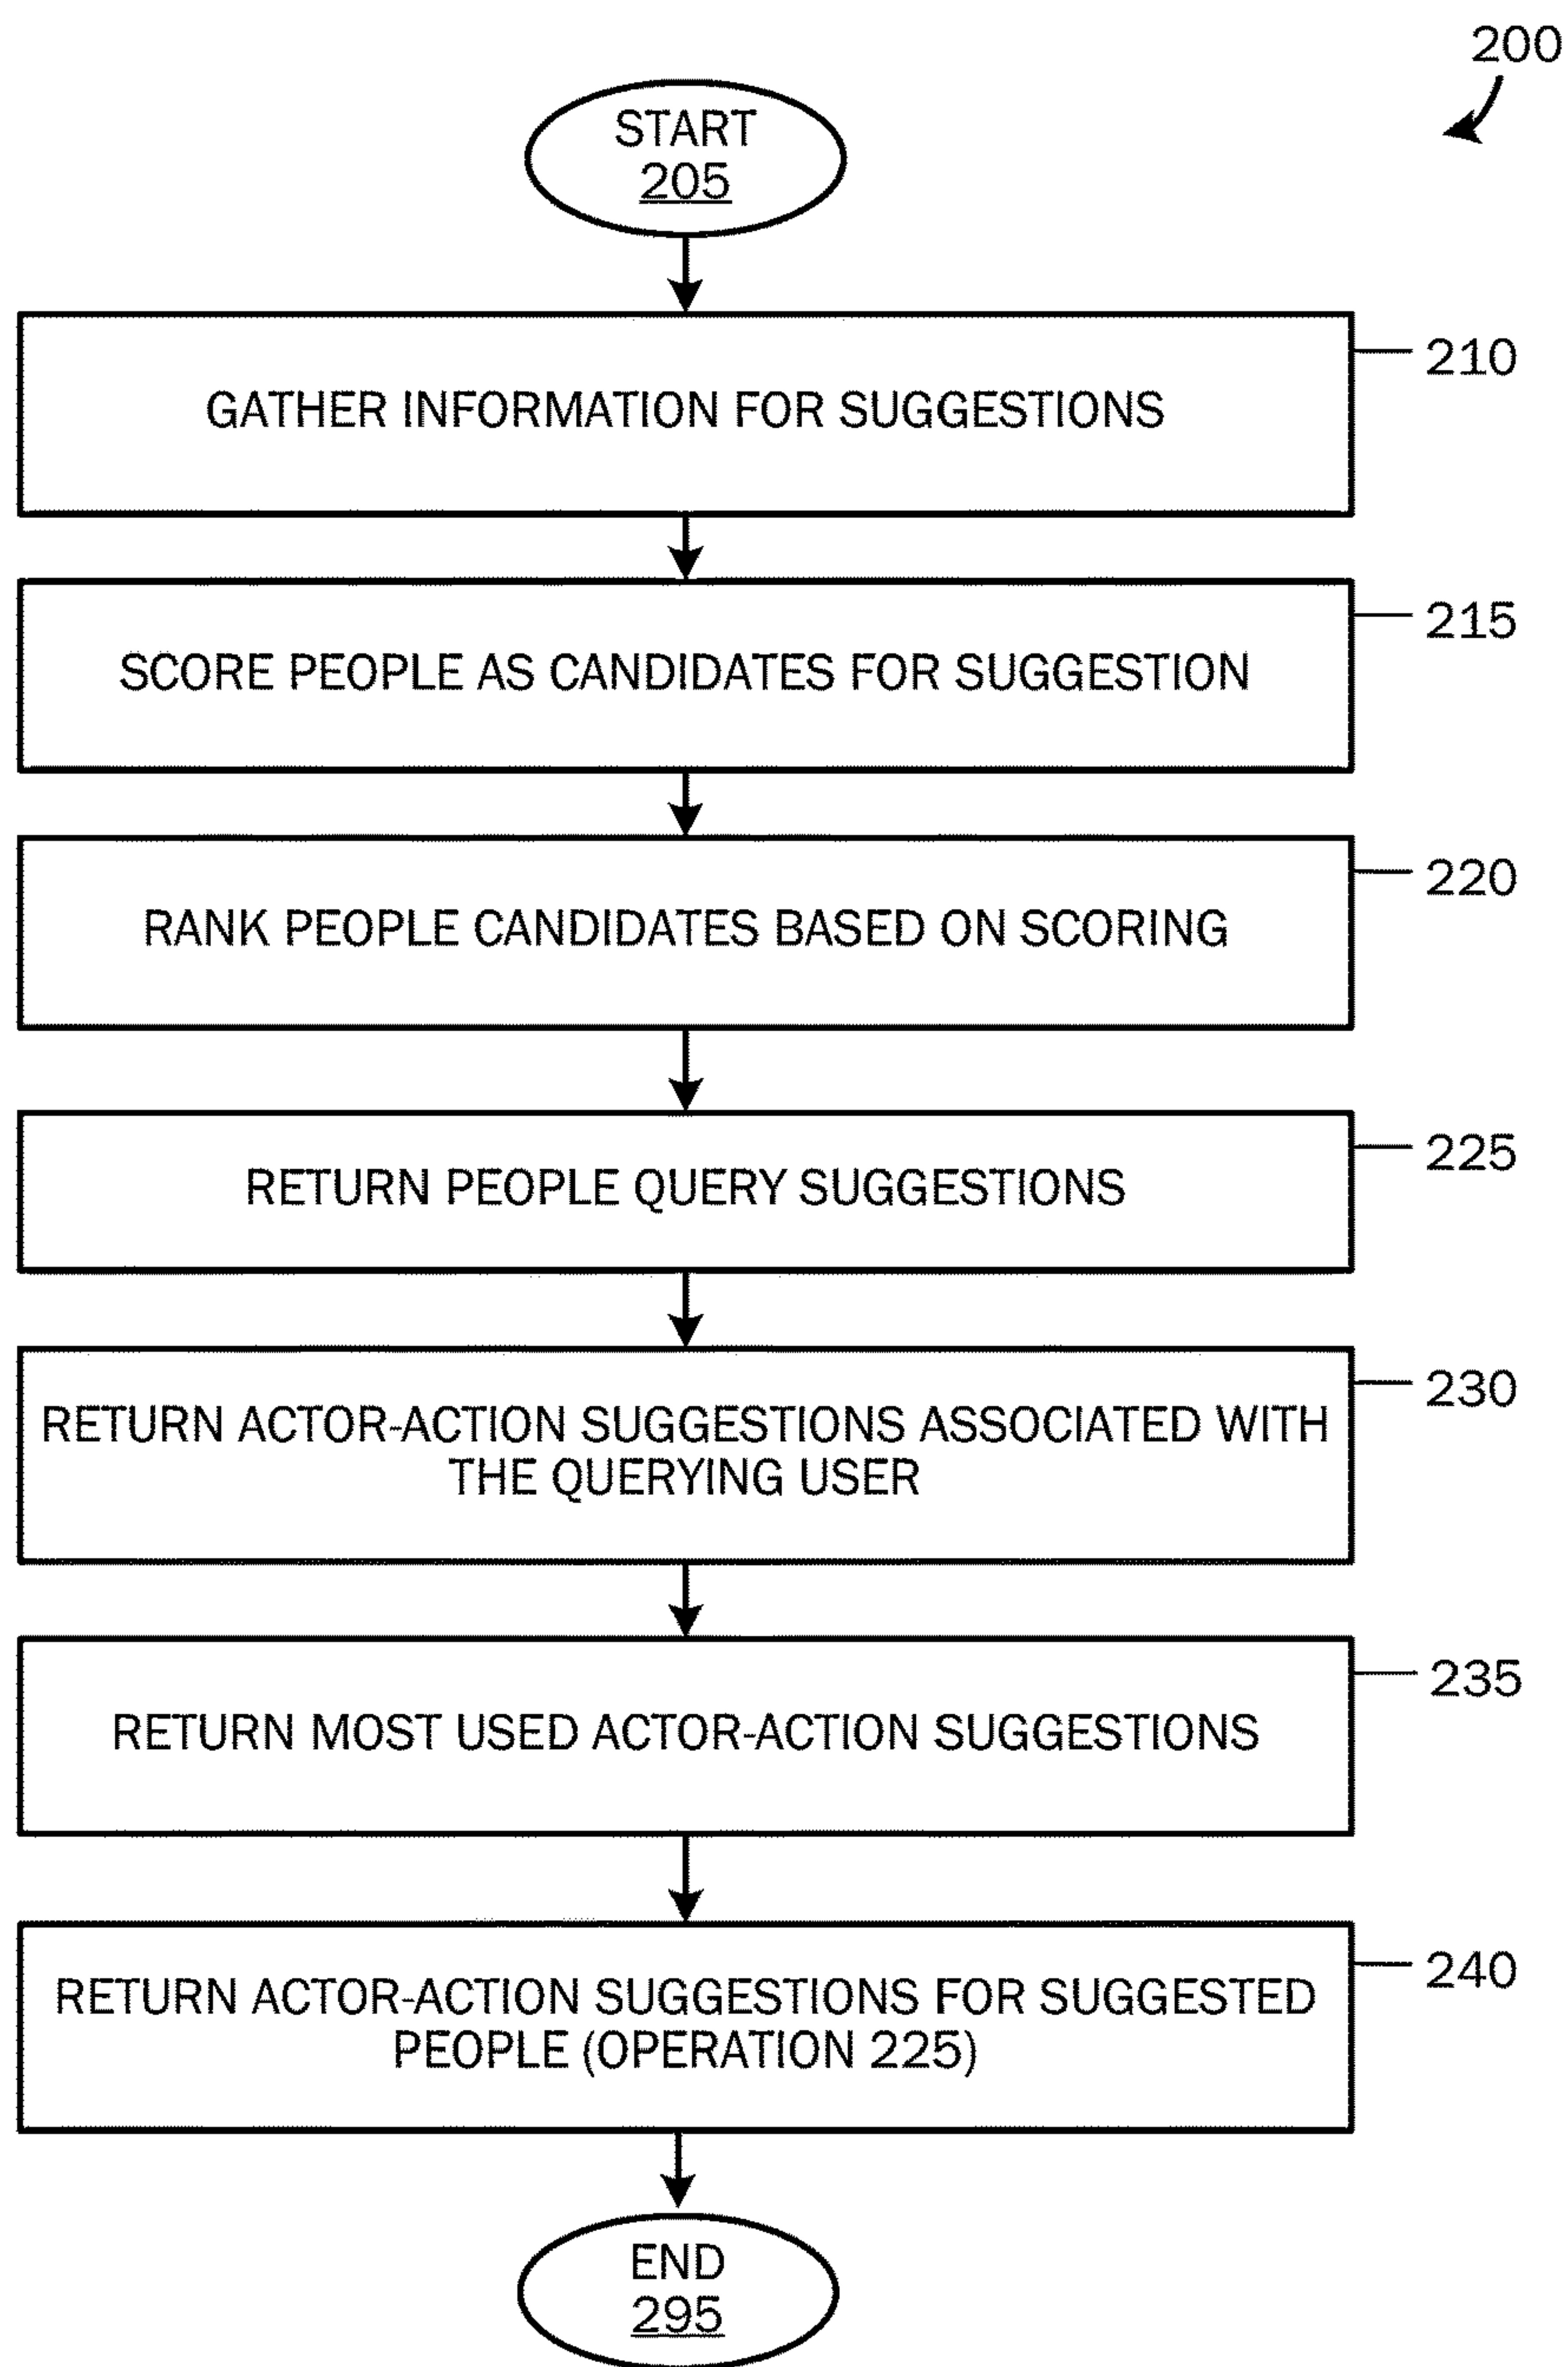 200
START
205
GATHER INFORMATION FOR SUGGESTIONS
210
SCORE PEOPLE AS CANDIDATES FOR SUGGESTION
215
RANK PEOPLE CANDIDATES BASED ON SCORING
220
RETURN PEOPLE QUERY SUGGESTIONS
225
RETURN ACTOR-ACTION SUGGESTIONS ASSOCIATED WITH
THE QUERYING USER
230
RETURN MOST USED ACTOR-ACTION SUGGESTIONS
235
RETURN ACTOR-ACTION SUGGESTIONS FOR SUGGESTED
PEOPLE (OPERATION 225)
240
END
295